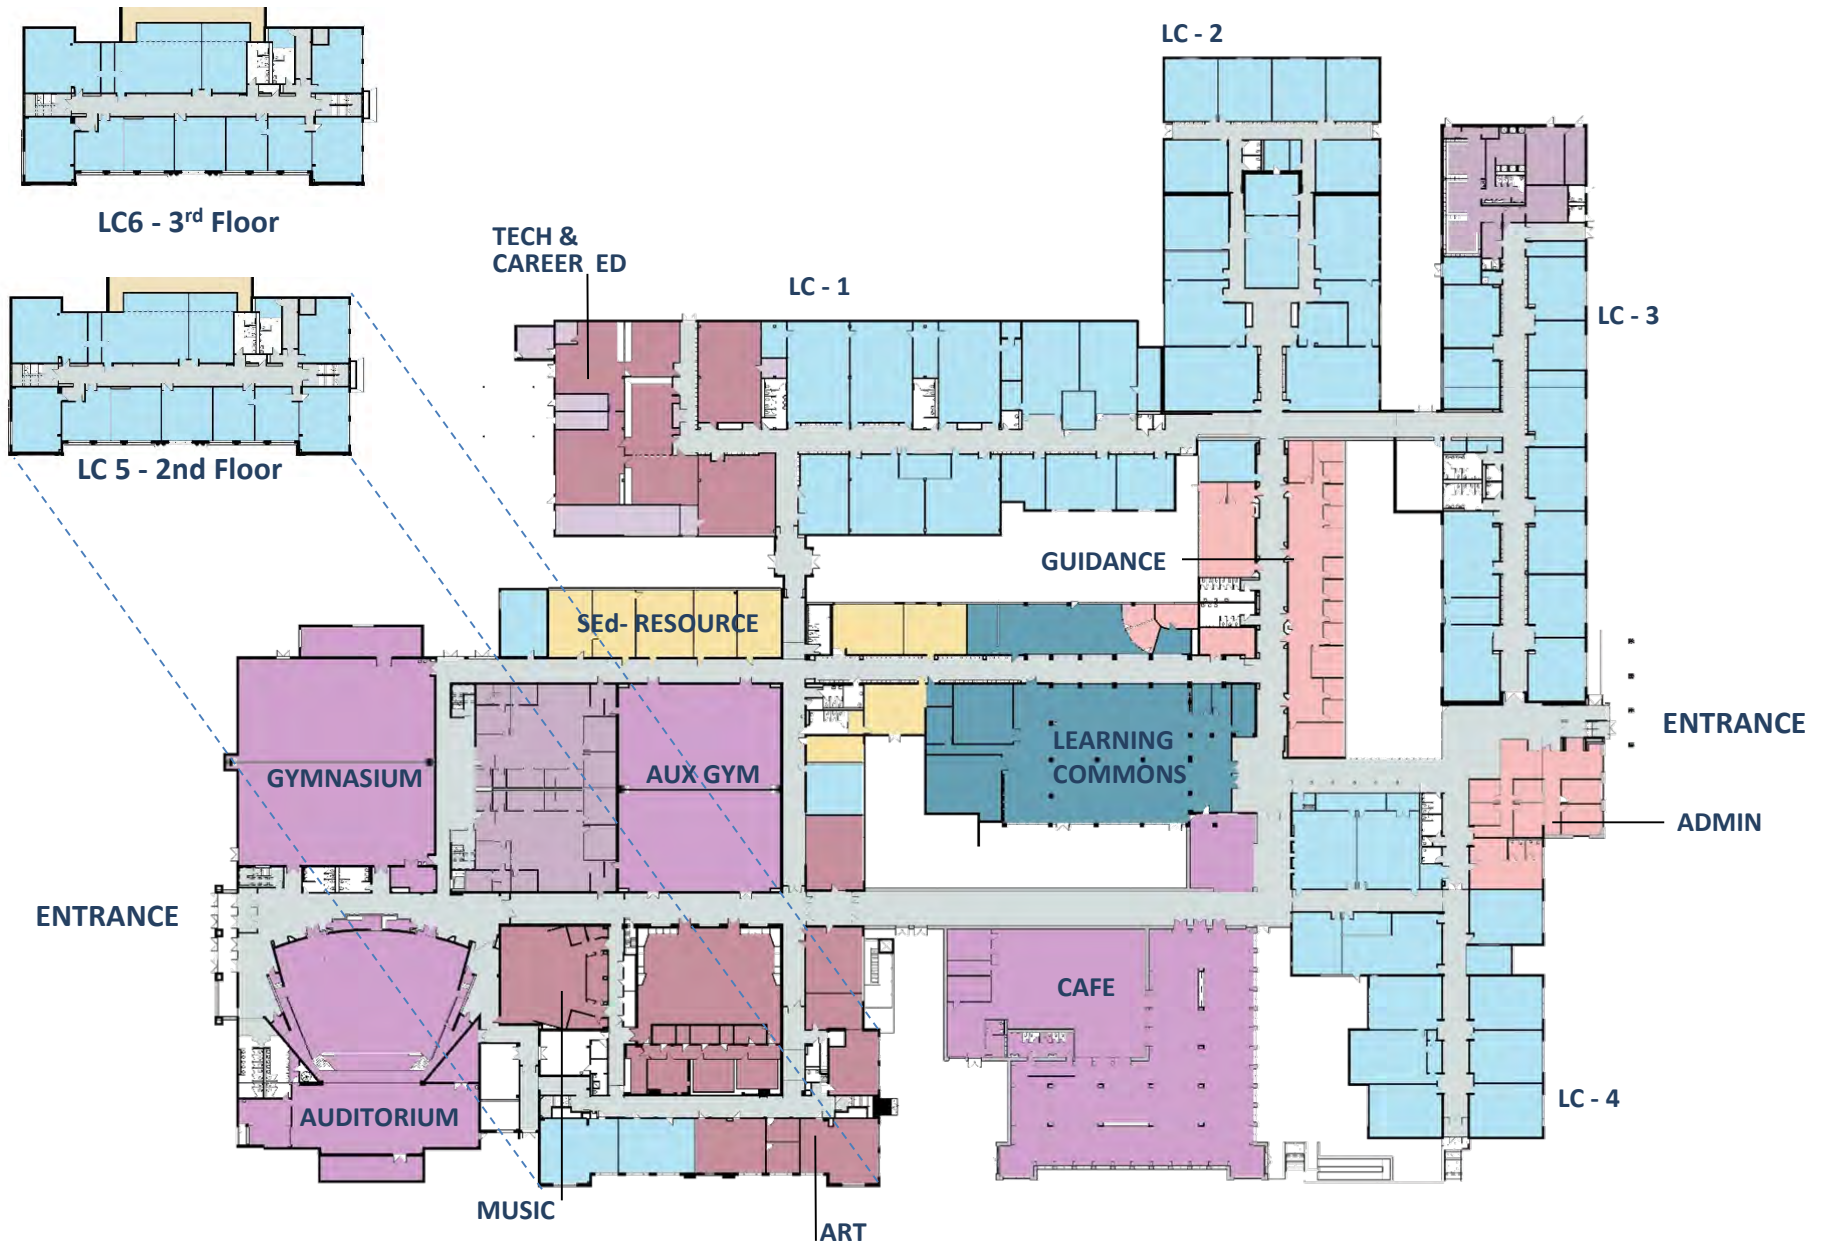 LC - 2
LC6 - 3rd Floor
TECH &
CAREER ED
LC - 1
LC - 3
LC 5 - 2nd Floor
GUIDANCE
SEd- RESOURCE
ENTRANCE
LEARNING
COMMONS
GYMNASIUM
AUX GYM
ADMIN
ENTRANCE
CAFE
LC - 4
AUDITORIUM
MUSIC
ART